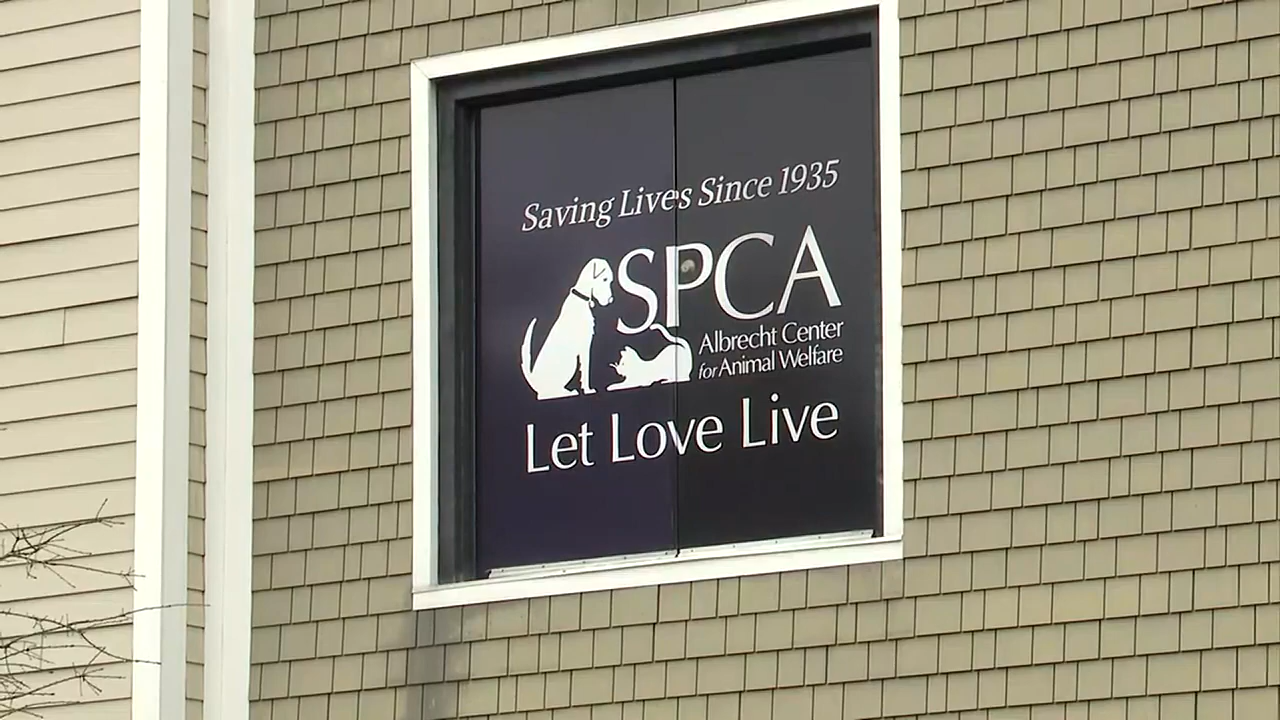 Saving Lives Since 1935
SPCA
Albrecht Center
for Animal Welfare
Let Love Live